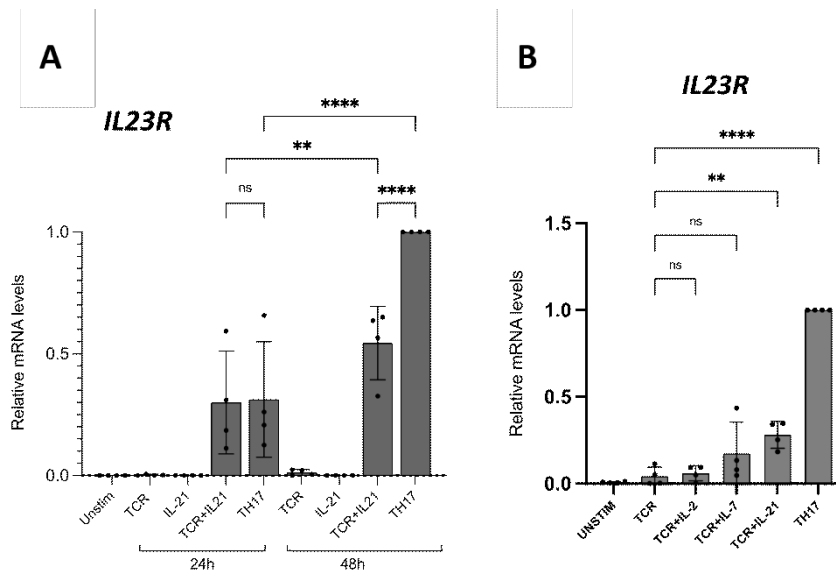 A
IL23R
****
**
ns
****
Relative mRNA levels
1.0
0.5
0.0
Unstim
TCR
IL-21
TCR+IL21
TH17
TCR
IL-21
TCR+IL21
TH17
24h
48h
B
IL23R
****
**
ns
ns
Relative mRNA levels
1.5
1.0
0.5
0.0
UNSTIM
TCR
TCR+IL-2
TCR+IL-7
TCR+IL-21
TH17